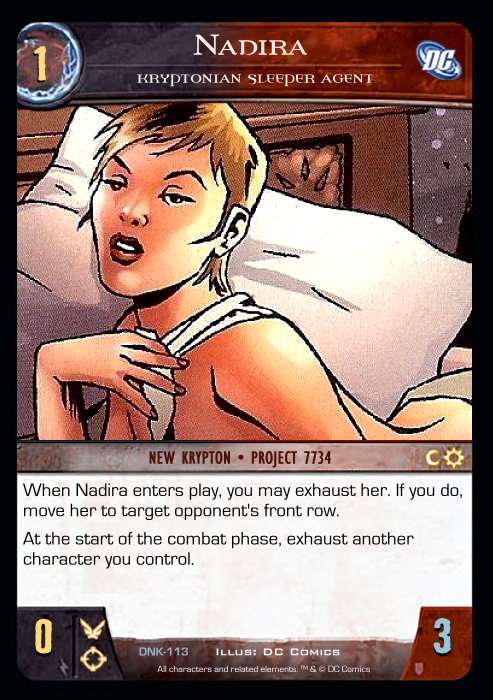 1
Nadira
Kryptonian Sleeper Agent
DC
NEW KRYPTON • PROJECT 7734
When Nadira enters play, you may exhaust her. If you do,
move her to target opponent's front row.
At the start of the combat phase, exhaust another
character you control.
0
DNK-113 Illus: DC Comics
3
All characters and related elements: ™ & © DC Comics